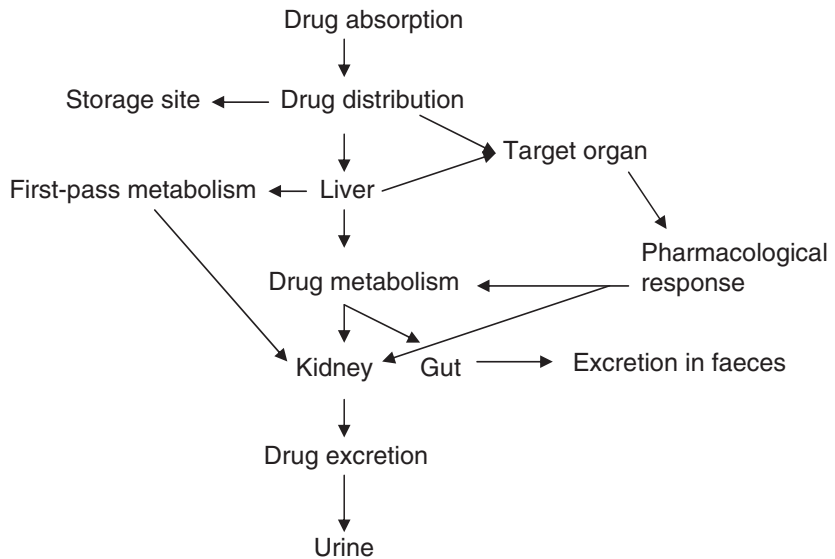 Drug absorption
Storage site
Drug distribution
Target organ
First-pass metabolism
Liver
Pharmacological
response
Drug metabolism
Kidney
Gut
Excretion in faeces
Drug excretion
Urine